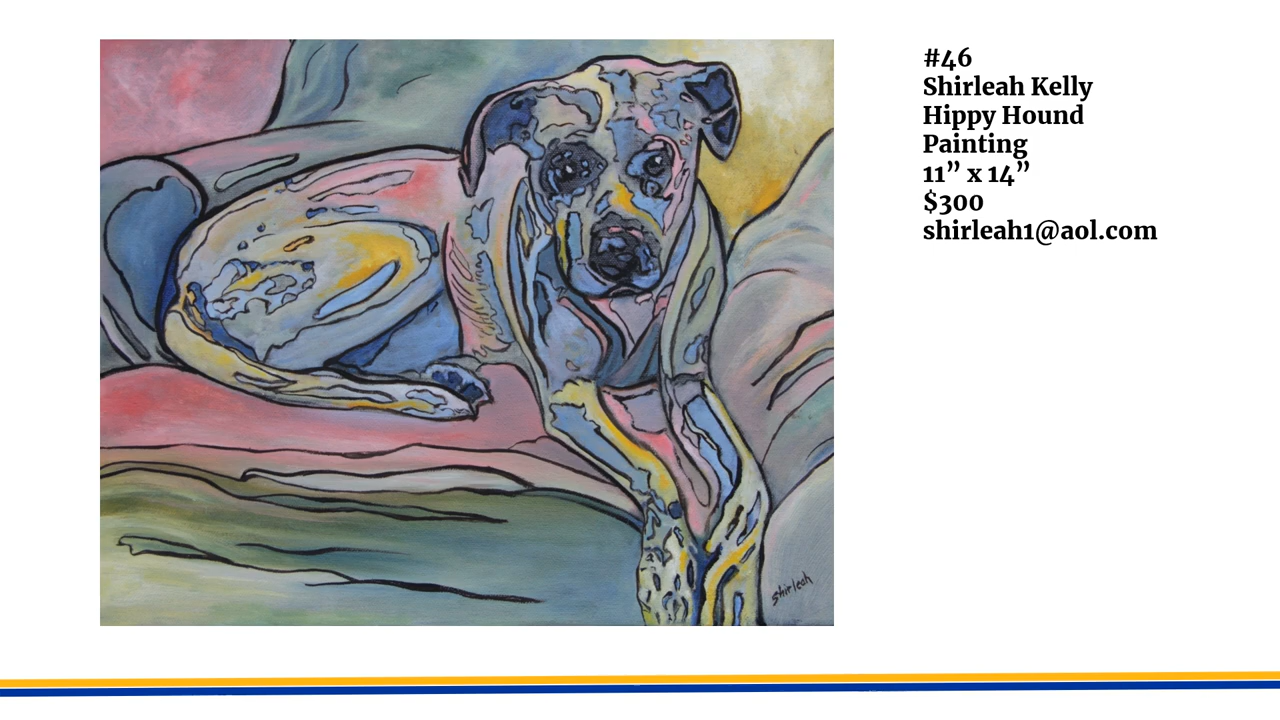 #46
Shirleah Kelly
Hippy Hound
Painting
11” x 14”
$300
shirleah1@aol.com
Shirleah